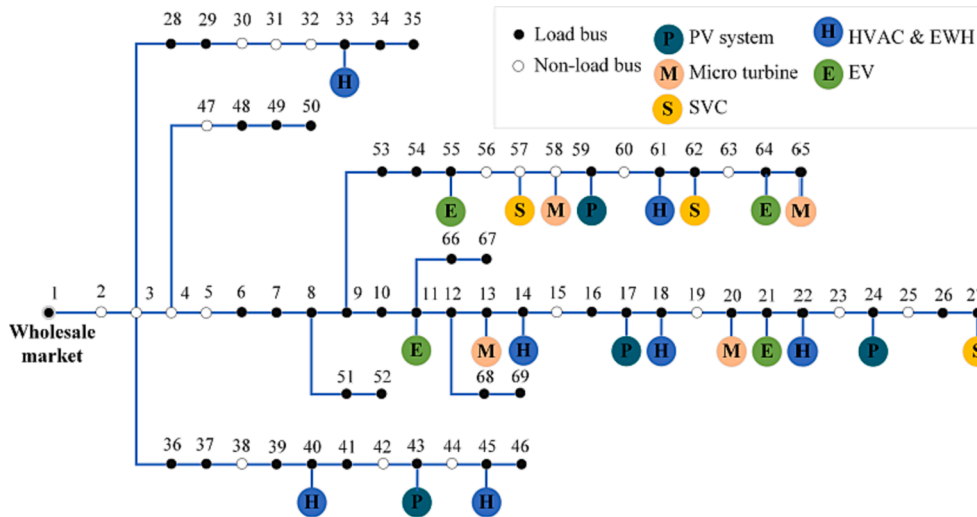 28 29 30 31 32 33 34 35
H
Load bus
Non-load bus
P PV system
M Micro turbine
S SVC
H HVAC & EWH
E EV
47 48 49 50
53 54 55 56 57 58 59 60 61 62 63 64 65
E S M P H S E M
66 67
1 2 3 4 5 6 7 8 9 10 11 12 13 14 15 16 17 18 19 20 21 22 23 24 25 26
Wholesale
market
E M H P H M E H P
51 52 68 69
36 37 38 39 40 41 42 43 44 45 46
H P H